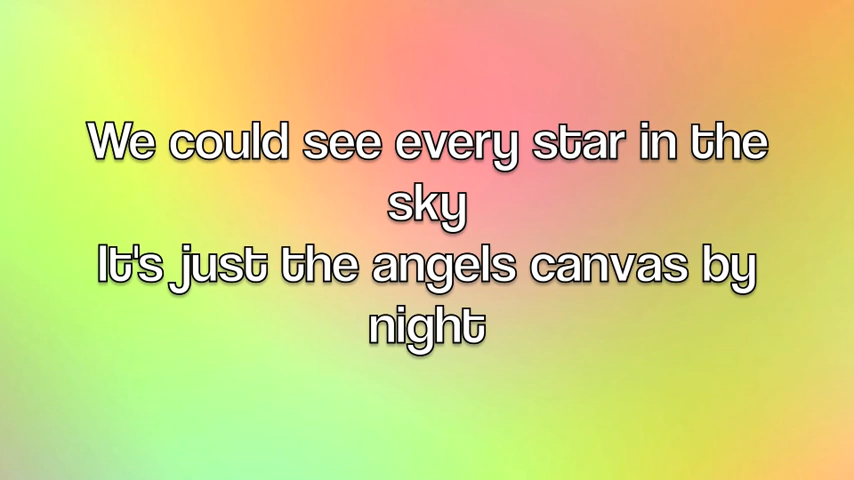 We could see every star in the
sky
It's just the angels canvas by
night